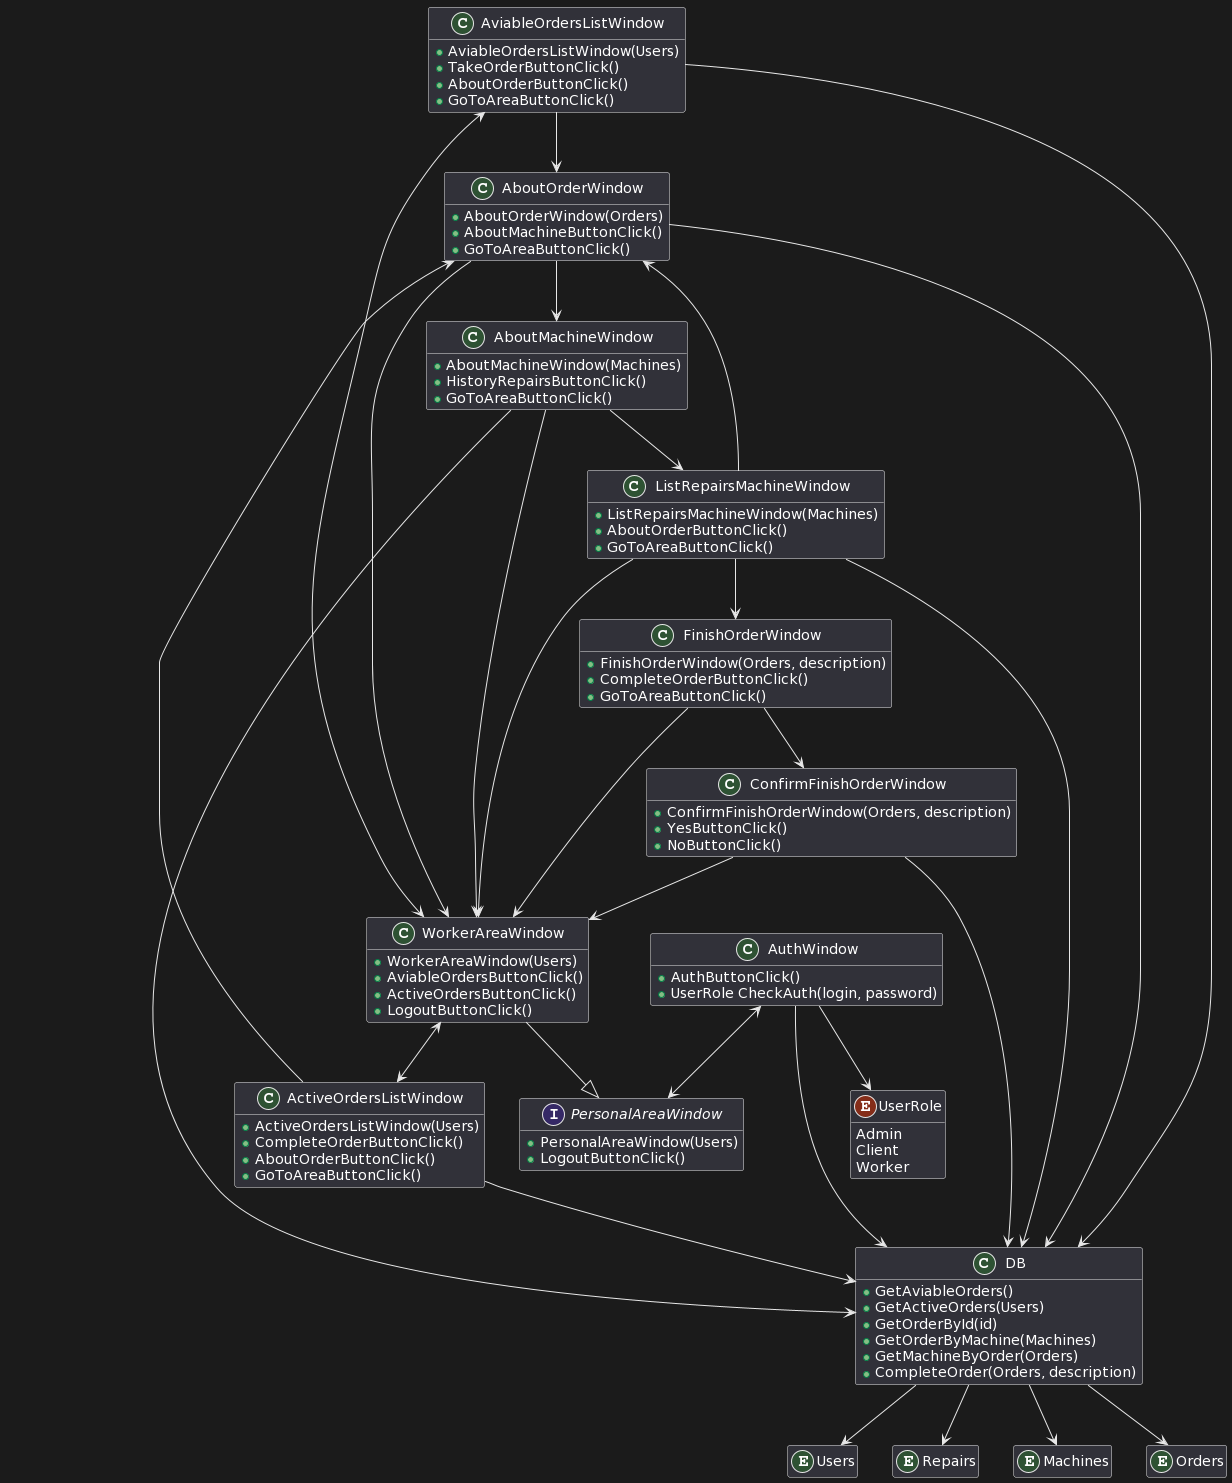 C AviableOrdersListWindow
AviableOrdersListWindow(Users)
TakeOrderButtonClick()
AboutOrderButtonClick()
GoToAreaButtonClick()
C AboutOrderWindow
AboutOrderWindow(Orders)
AboutMachineButtonClick()
GoToAreaButtonClick()
C AboutMachineWindow
AboutMachineWindow(Machines)
HistoryRepairsButtonClick()
GoToAreaButtonClick()
C ListRepairsMachineWindow
ListRepairsMachineWindow(Machines)
AboutOrderButtonClick()
GoToAreaButtonClick()
C FinishOrderWindow
FinishOrderWindow(Orders, description)
CompleteOrderButtonClick()
GoToAreaButtonClick()
C ConfirmFinishOrderWindow
ConfirmFinishOrderWindow(Orders, description)
YesButtonClick()
NoButtonClick()
C WorkerAreaWindow
WorkerAreaWindow(Users)
AviableOrdersButtonClick()
ActiveOrdersButtonClick()
LogoutButtonClick()
C AuthWindow
AuthButtonClick()
UserRole CheckAuth(login, password)
C ActiveOrdersListWindow
ActiveOrdersListWindow(Users)
CompleteOrderButtonClick()
AboutOrderButtonClick()
GoToAreaButtonClick()
I PersonalAreaWindow
PersonalAreaWindow(Users)
LogoutButtonClick()
E UserRole
Admin
Client
Worker
C DB
GetAviableOrders()
GetActiveOrders(Users)
GetOrderById(id)
GetOrderByMachine(Machines)
GetMachineByOrder(Orders)
CompleteOrder(Orders, description)
E Users
E Repairs
E Machines
E Orders